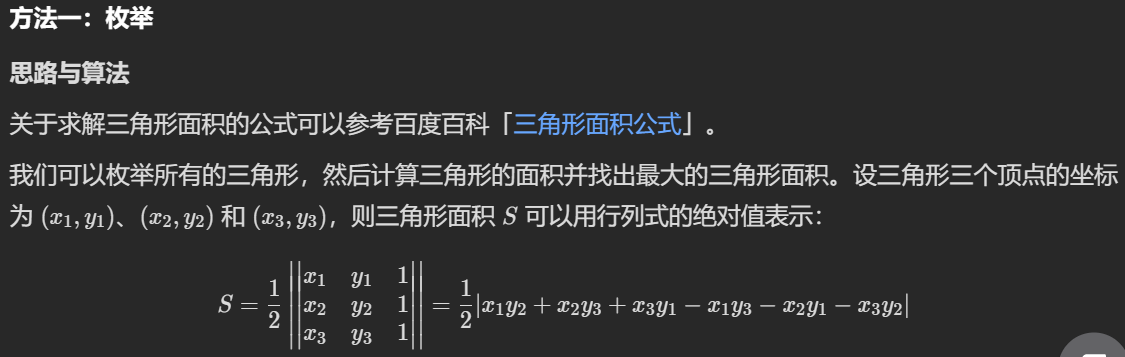 方法一：枚举
思路与算法
关于求解三角形面积的公式可以参考百度百科「三角形面积公式」。
我们可以枚举所有的三角形，然后计算三角形的面积并找出最大的三角形面积。设三角形三个顶点的坐标
为 (x₁, y₁)、(x₂, y₂) 和 (x₃, y₃)，则三角形面积 S 可以用行列式的绝对值表示：
S = 1/2 ||x₁ y₁ 1; x₂ y₂ 1; x₃ y₃ 1|| = 1/2 |x₁y₂ + x₂y₃ + x₃y₁ − x₁y₃ − x₂y₁ − x₃y₂|